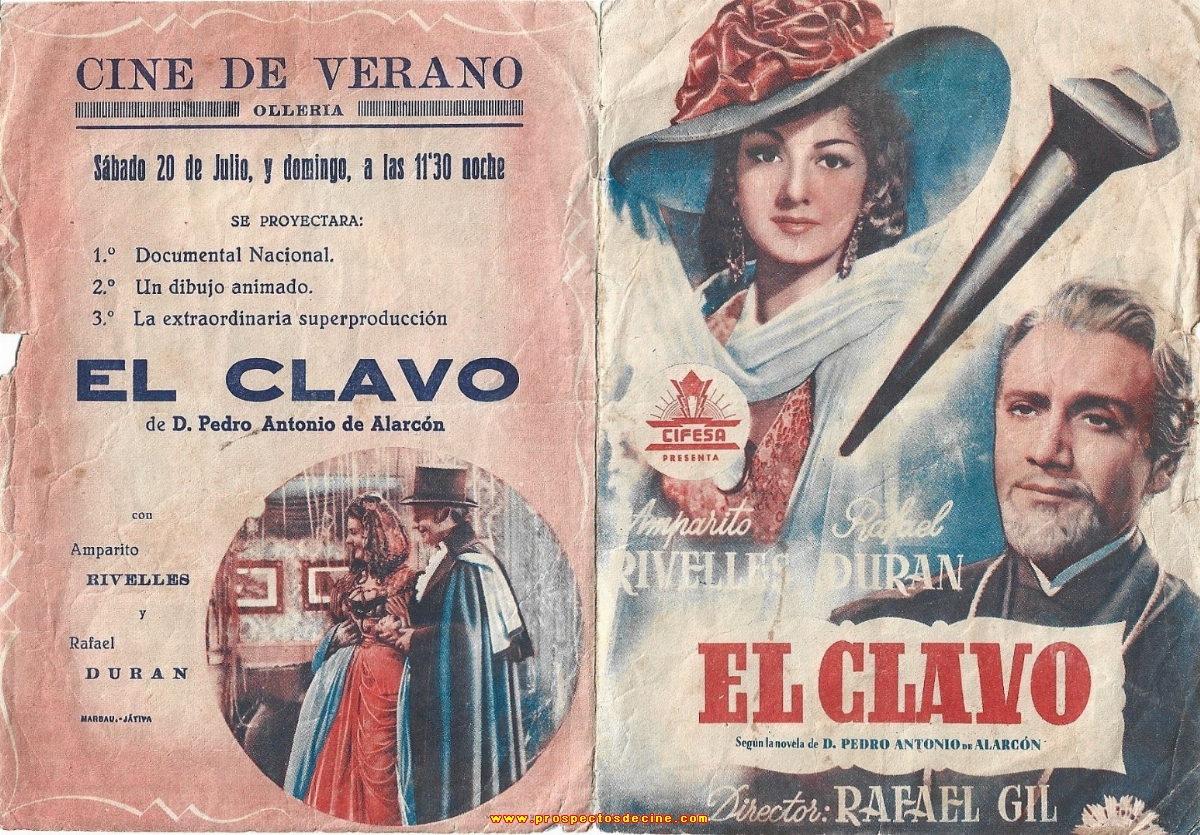 CINE DE VERANO
OLLERIA
Sábado 20 de Julio, y domingo, a las 11'30 noche
SE PROYECTARA:
1.º Documental Nacional.
2.º Un dibujo animado.
3.º La extraordinaria superproducción
EL CLAVO
de D. Pedro Antonio de Alarcón
con
Amparito
RIVELLES
y
Rafael
DURAN
MARBAU.-JÁTIVA
CIFESA
PRESENTA
Amparito Rafael
RIVELLES DURAN
EL CLAVO
Según la novela de D. PEDRO ANTONIO DE ALARCÓN
Director: RAFAEL GIL
www.prospectosdecine.com